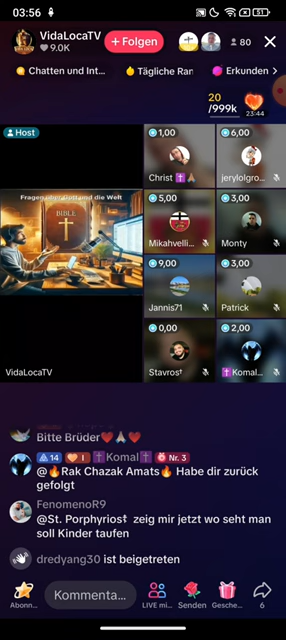 03:56
51
VidaLocaTV
9.0K
+ Folgen
80
Chatten und Int...
Tägliche Ran
Erkunden >
20
/999k
23:44
Host
Fragen über Gott und die Welt
BIBLE
VidaLocaTV
1,00
Christ ✝️🙏🏽
6,00
jerylolgro...
5,00
Mikahvelli...
3,00
Monty
9,00
Jannis71
3,00
Patrick
0,00
Stavros†
2,00
✝️Komal...
Bitte Brüder❤️🙏🏽❤️
14 I ✝️Komal✝️ Nr. 3
@🔥Rak Chazak Amats🔥 Habe dir zurück
gefolgt
FenomenoR9
@St. Porphyrios‡ zeig mir jetzt wo seht man
soll Kinder taufen
dredyang30 ist beigetreten
Kommenta...
Abonn...
LIVE mi...
Senden
Gesche...
6